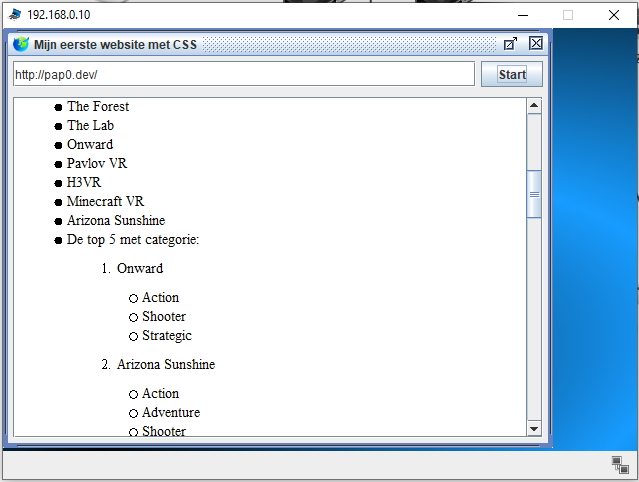 192.168.0.10
Mijn eerste website met CSS
http://pap0.dev/
Start
The Forest
The Lab
Onward
Pavlov VR
H3VR
Minecraft VR
Arizona Sunshine
De top 5 met categorie:
1. Onward
Action
Shooter
Strategic
2. Arizona Sunshine
Action
Adventure
Shooter